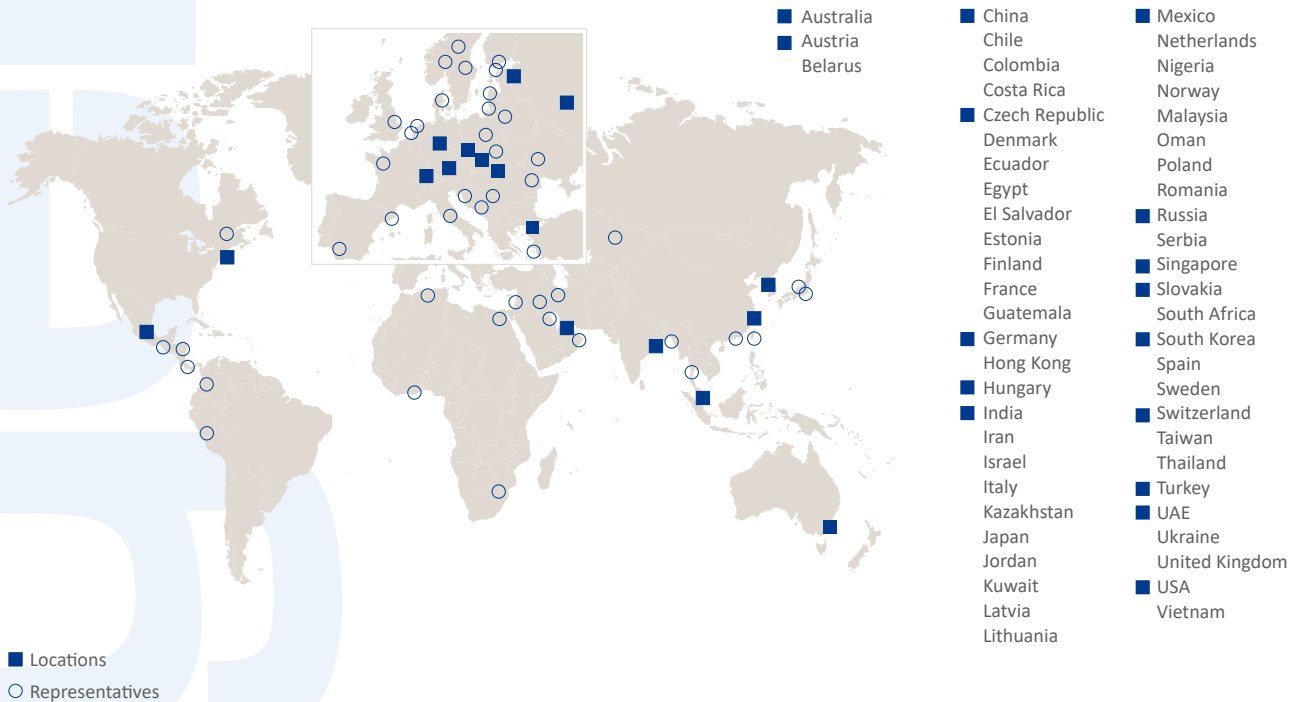 Australia
Austria
Belarus
China
Chile
Colombia
Costa Rica
Czech Republic
Denmark
Ecuador
Egypt
El Salvador
Estonia
Finland
France
Guatemala
Germany
Hong Kong
Hungary
India
Iran
Israel
Italy
Kazakhstan
Japan
Jordan
Kuwait
Latvia
Lithuania
Mexico
Netherlands
Nigeria
Norway
Malaysia
Oman
Poland
Romania
Russia
Serbia
Singapore
Slovakia
South Africa
South Korea
Spain
Sweden
Switzerland
Taiwan
Thailand
Turkey
UAE
Ukraine
United Kingdom
USA
Vietnam
Locations
Representatives